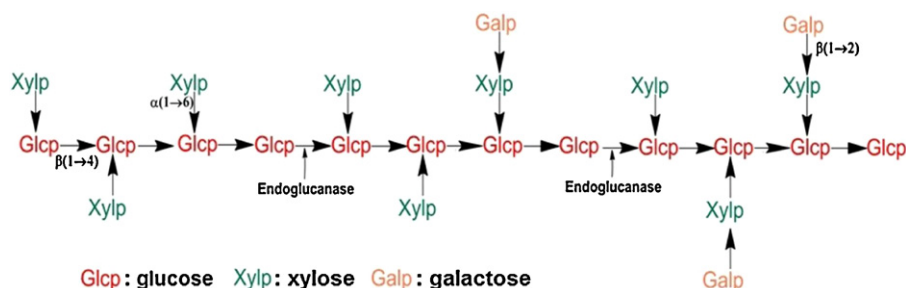 Galp Galp
β(1→2)
Xylp Xylp Xylp Xylp Xylp Xylp
α(1→6)
Glcp Glcp Glcp Glcp Glcp Glcp Glcp Glcp Glcp Glcp Glcp Glcp
β(1→4)
Endoglucanase Endoglucanase
Xylp Xylp Xylp
Glcp : glucose Xylp : xylose Galp : galactose Galp